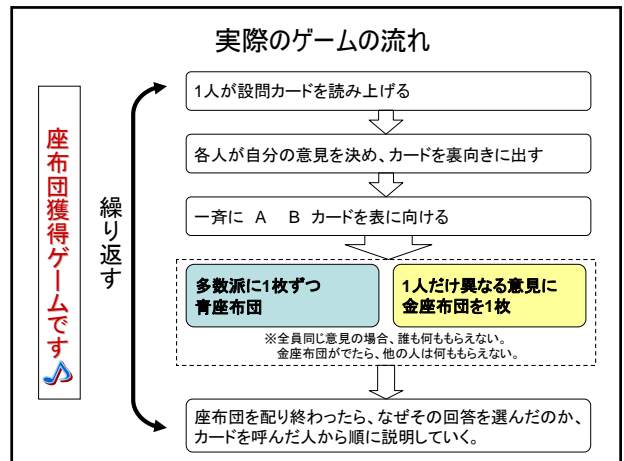 実際のゲームの流れ
座布団獲得ゲームです
繰り返す
1人が設問カードを読み上げる
各人が自分の意見を決め、カードを裏向きに出す
一斉に A B カードを表に向ける
多数派に1枚ずつ
青座布団
1人だけ異なる意見に
金座布団を1枚
※全員同じ意見の場合、誰も何ももらえない。
金座布団がでたら、他の人は何ももらえない。
座布団を配り終わったら、なぜその回答を選んだのか、
カードを呼んだ人から順に説明していく。